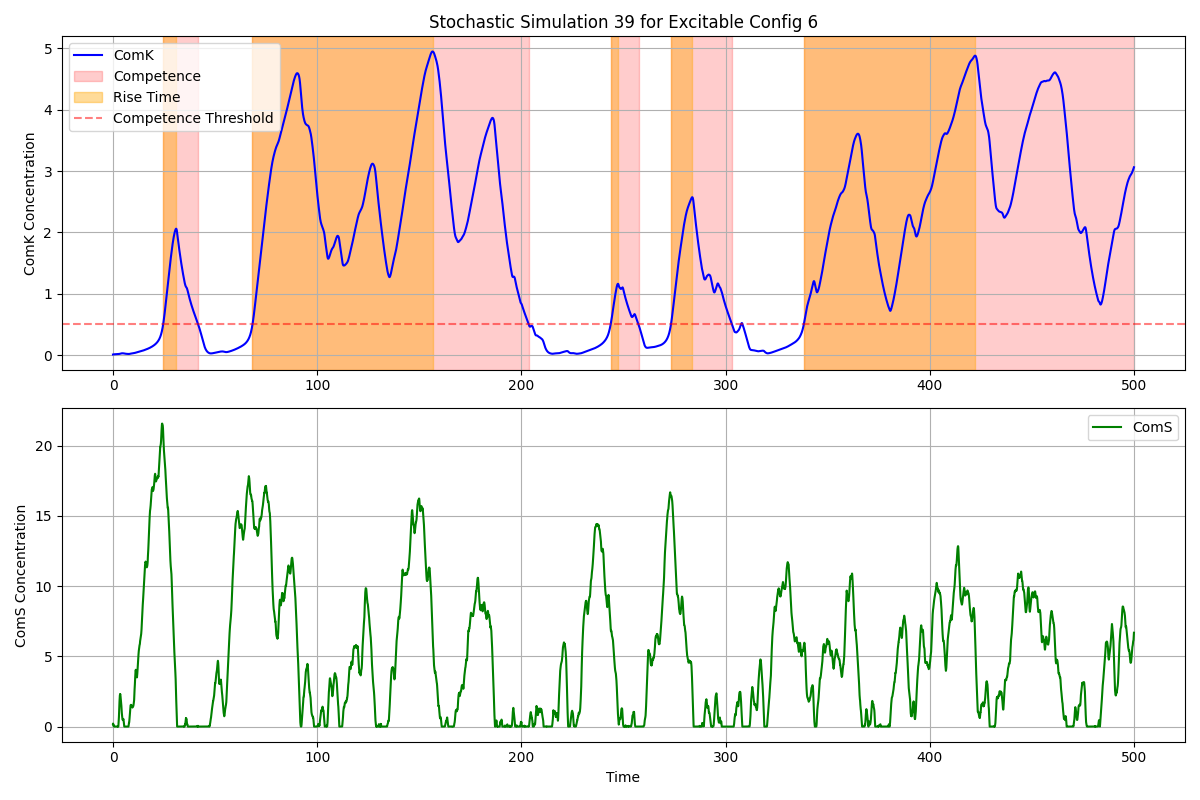 Stochastic Simulation 39 for Excitable Config 6
ComK Concentration
5
4
3
2
1
0
ComK
Competence
Rise Time
Competence Threshold
0 100 200 300 400 500
ComS Concentration
20
15
10
5
0
ComS
0 100 200 300 400 500
Time